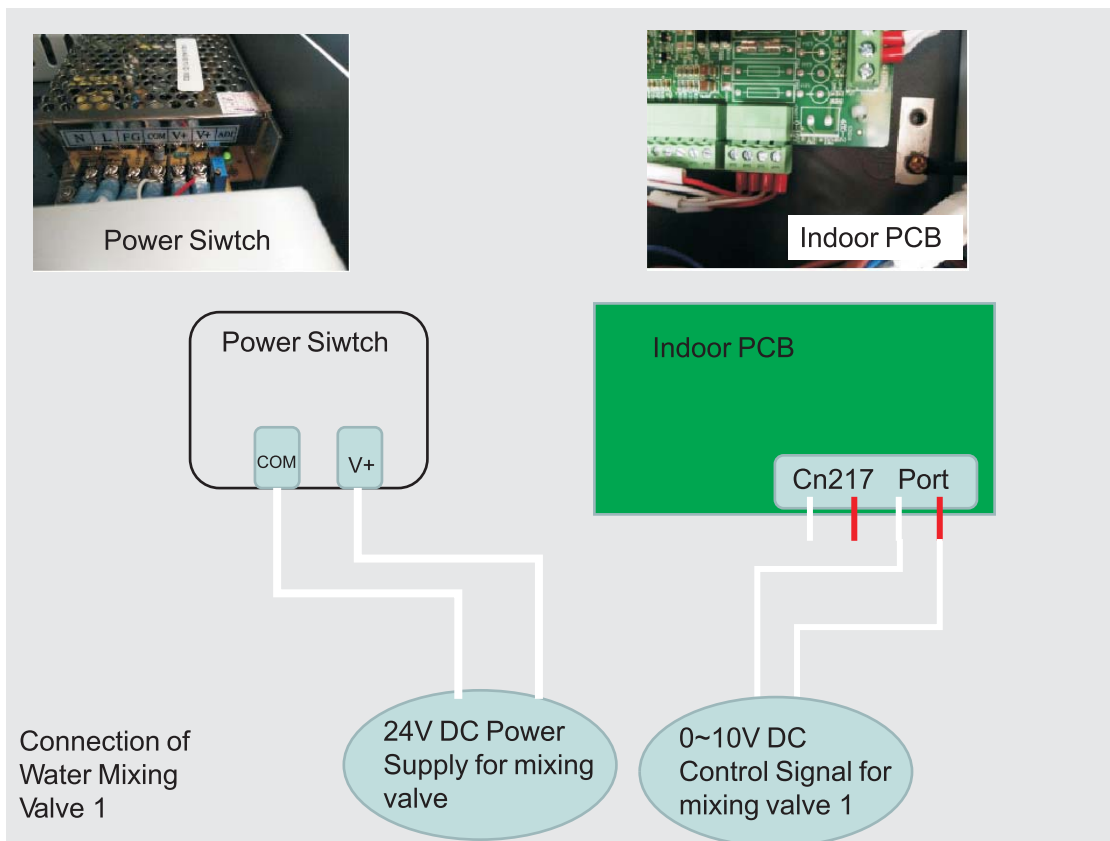 N L FG COM V+ V+ ADJ
Power Siwtch
Indoor PCB
Power Siwtch
COM V+
Indoor PCB
Cn217 Port
Connection of
Water Mixing
Valve 1
24V DC Power
Supply for mixing
valve
0~10V DC
Control Signal for
mixing valve 1